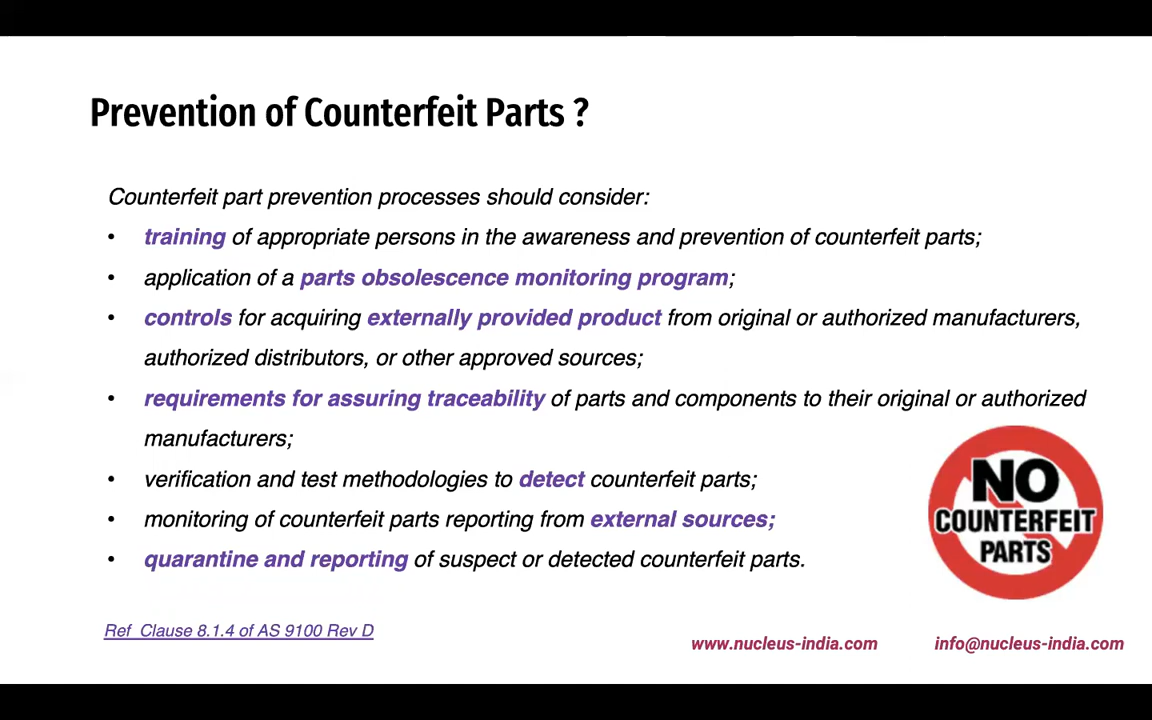 Prevention of Counterfeit Parts ?
Counterfeit part prevention processes should consider:
• training of appropriate persons in the awareness and prevention of counterfeit parts;
• application of a parts obsolescence monitoring program;
• controls for acquiring externally provided product from original or authorized manufacturers,
authorized distributors, or other approved sources;
• requirements for assuring traceability of parts and components to their original or authorized
manufacturers;
• verification and test methodologies to detect counterfeit parts;
• monitoring of counterfeit parts reporting from external sources;
• quarantine and reporting of suspect or detected counterfeit parts.
NO
COUNTERFEIT
PARTS
Ref Clause 8.1.4 of AS 9100 Rev D
www.nucleus-india.com
info@nucleus-india.com